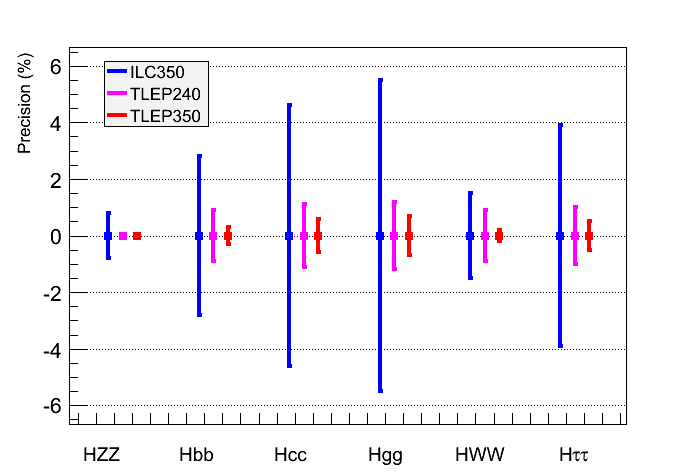 Precision (%)
ILC350
TLEP240
TLEP350
6
4
2
0
-2
-4
-6
HZZ Hbb Hcc Hgg HWW Hττ